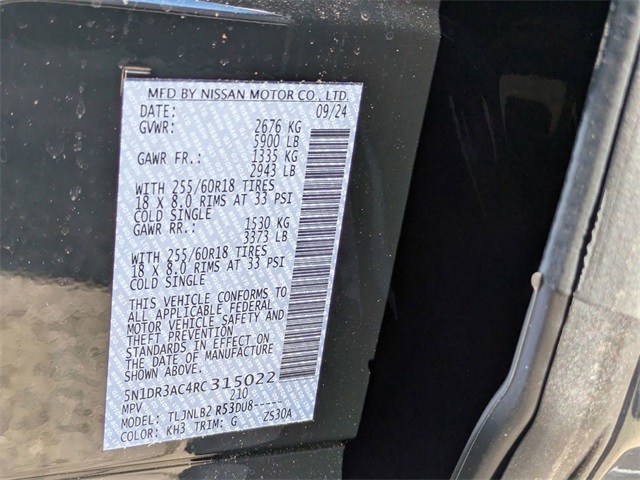 MFD BY NISSAN MOTOR CO., LTD.
DATE: 09/24
GVWR: 2676 KG
5900 LB
GAWR FR.: 1335 KG
2943 LB
WITH 255/60R18 TIRES
18 X 8.0 RIMS AT 33 PSI
COLD SINGLE
GAWR RR.: 1530 KG
3373 LB
WITH 255/60R18 TIRES
18 X 8.0 RIMS AT 33 PSI
COLD SINGLE
THIS VEHICLE CONFORMS TO
ALL APPLICABLE FEDERAL
MOTOR VEHICLE SAFETY AND
THEFT PREVENTION
STANDARDS IN EFFECT ON
THE DATE OF MANUFACTURE
SHOWN ABOVE.
5N1DR3AC4RC315022
MPV 210
MODEL: TLJNLB2 R53DU8-----
COLOR: KH3 TRIM: G ZS30A